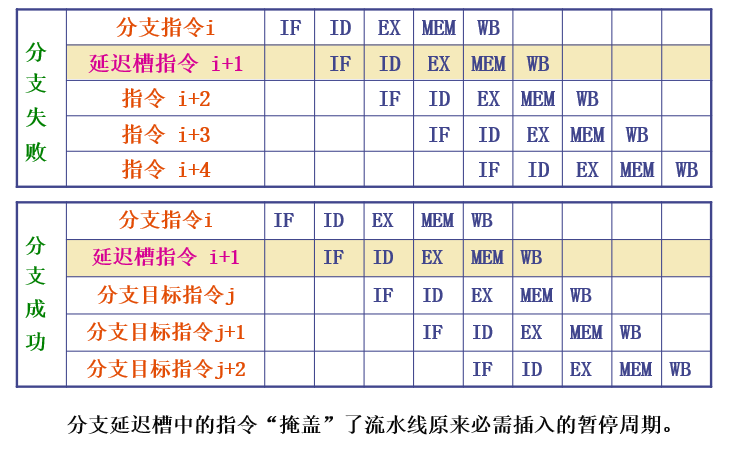 分支失败
分支指令i IF ID EX MEM WB
延迟槽指令 i+1 IF ID EX MEM WB
指令 i+2 IF ID EX MEM WB
指令 i+3 IF ID EX MEM WB
指令 i+4 IF ID EX MEM WB
分支成功
分支指令i IF ID EX MEM WB
延迟槽指令 i+1 IF ID EX MEM WB
分支目标指令j IF ID EX MEM WB
分支目标指令j+1 IF ID EX MEM WB
分支目标指令j+2 IF ID EX MEM WB
分支延迟槽中的指令“掩盖”了流水线原来必需插入的暂停周期。